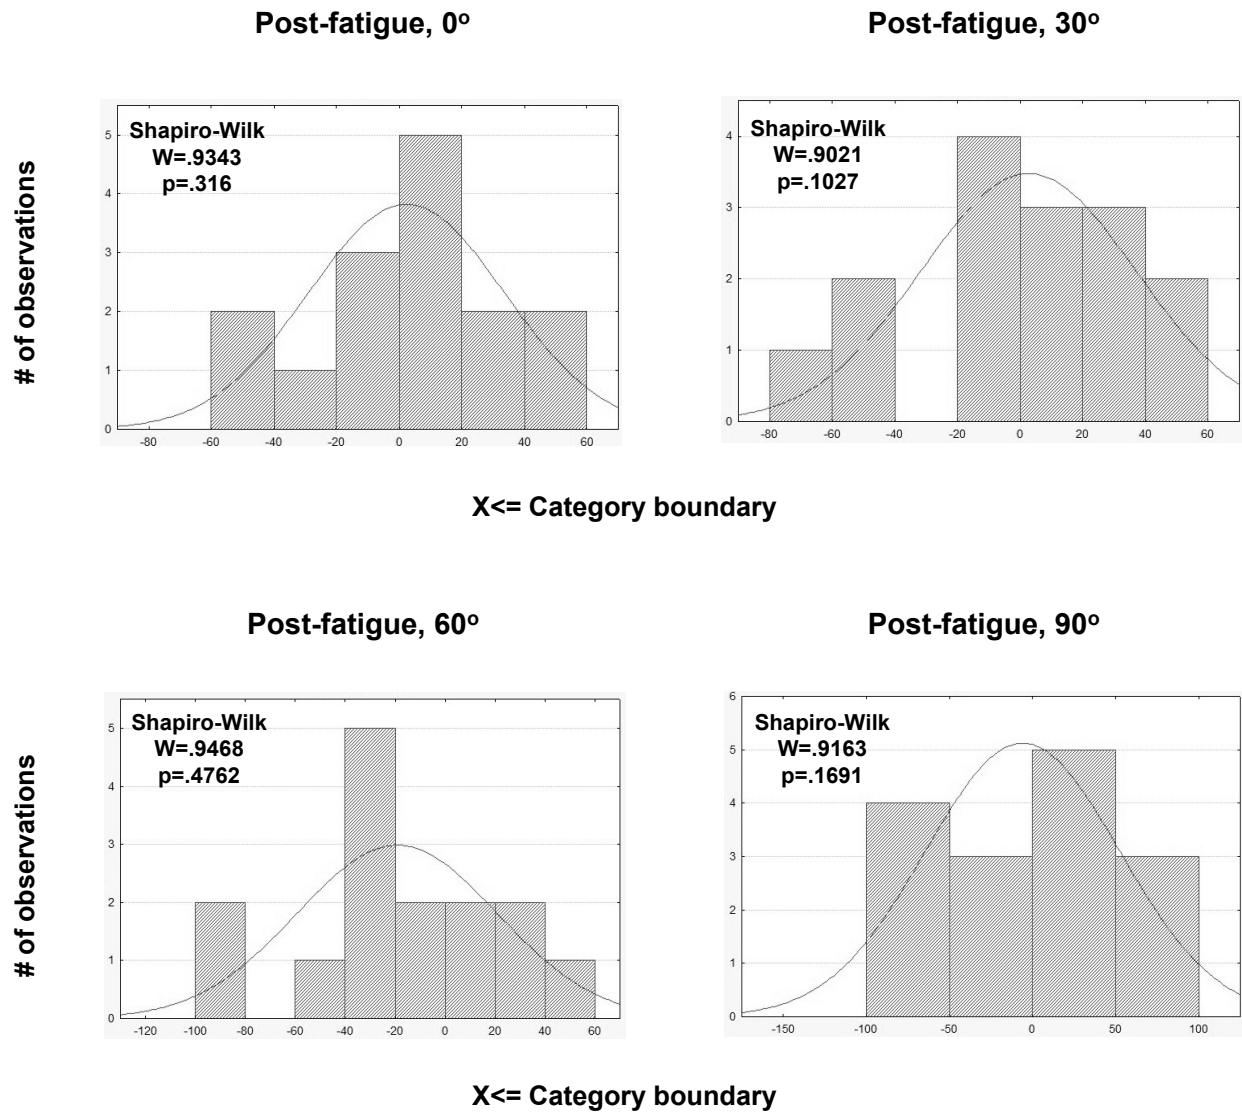 Post-fatigue, 0º
Post-fatigue, 30º
Shapiro-Wilk
W=.9343
p=.316
# of observations
5
4
3
2
1
0
-80 -60 -40 -20 0 20 40 60
Shapiro-Wilk
W=.9021
p=.1027
4
3
2
1
0
-80 -60 -40 -20 0 20 40 60
X<= Category boundary
Post-fatigue, 60º
Post-fatigue, 90º
Shapiro-Wilk
W=.9468
p=.4762
# of observations
5
4
3
2
1
0
-120 -100 -80 -60 -40 -20 0 20 40 60
Shapiro-Wilk
W=.9163
p=.1691
6
5
4
3
2
1
0
-150 -100 -50 0 50 100
X<= Category boundary